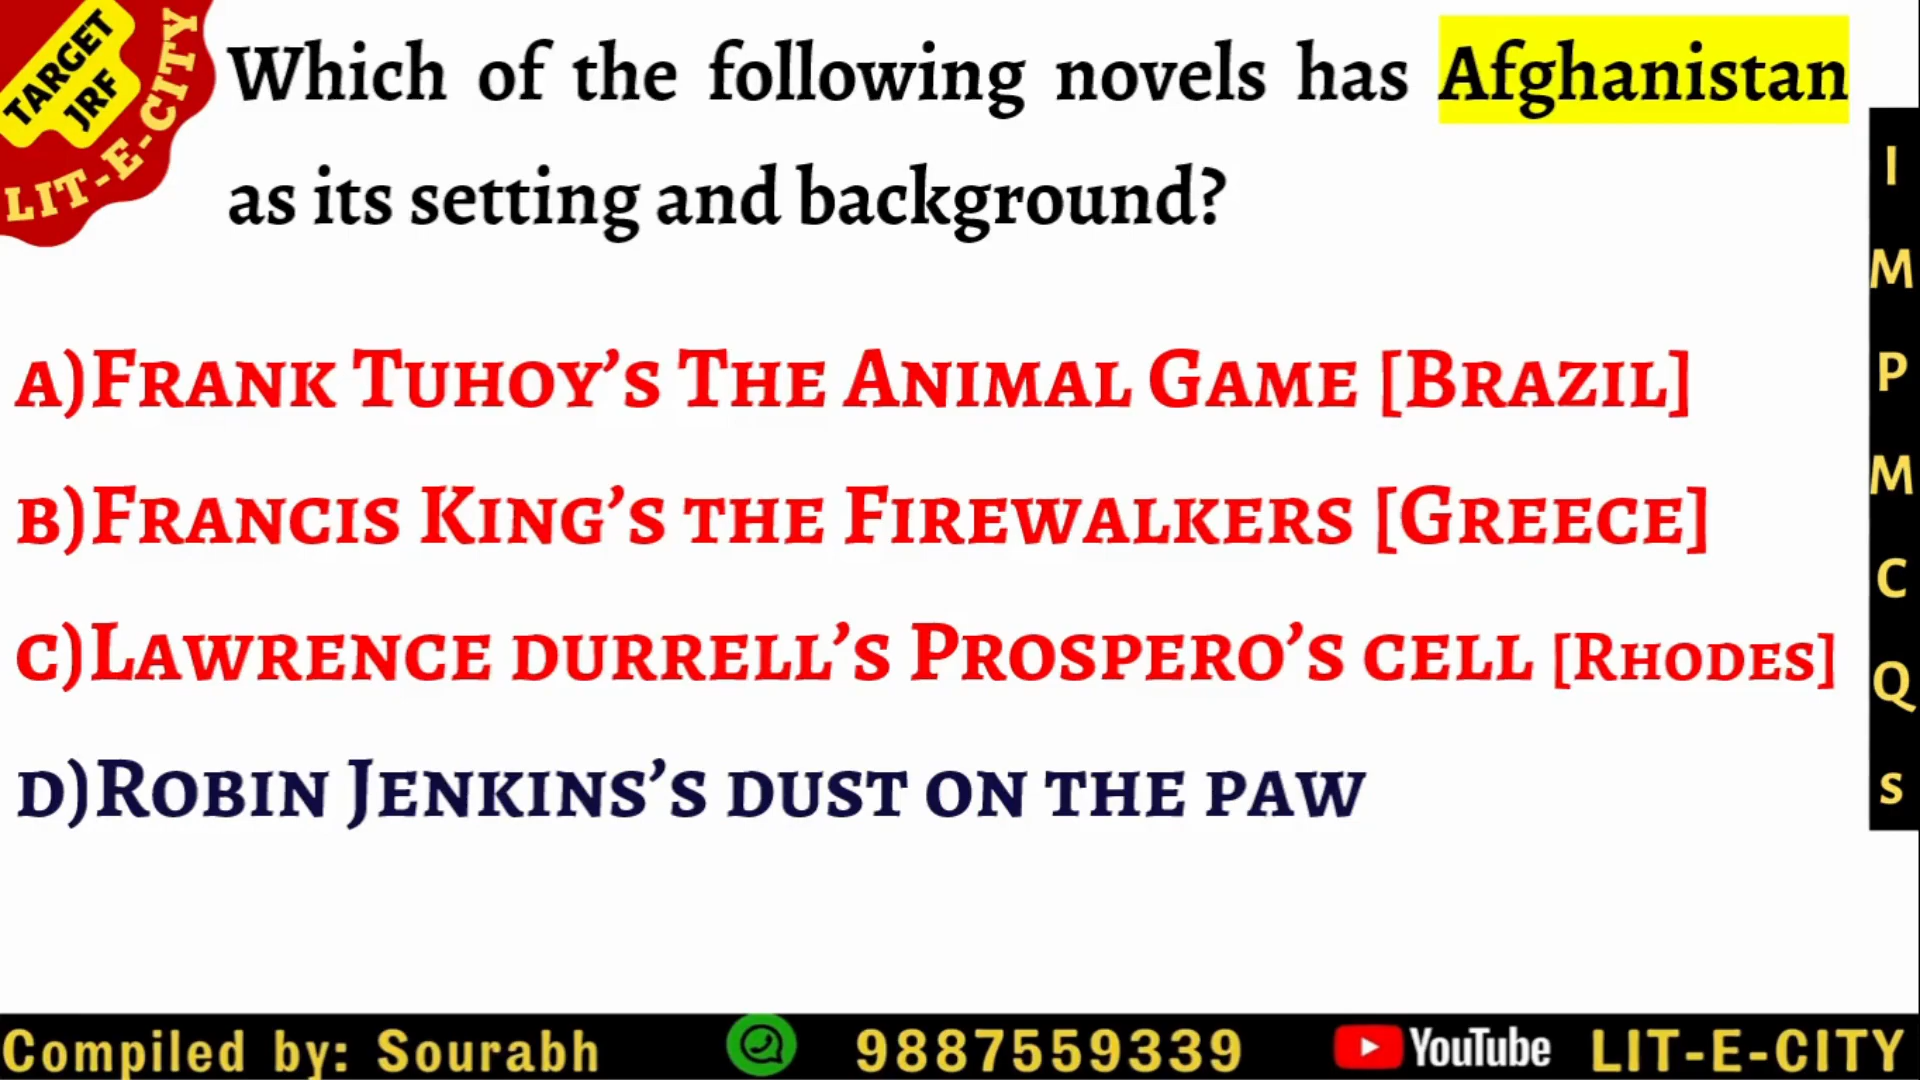 TARGET
JRF
LIT-E-CITY
Which of the following novels has Afghanistan
as its setting and background?
A)Frank Tuhoy’s The Animal Game [Brazil]
B)Francis King’s the Firewalkers [Greece]
C)Lawrence durrell’s Prospero’s cell [Rhodes]
D)Robin Jenkins’s dust on the paw
I
M
P
M
C
Q
s
Compiled by: Sourabh 9887559339 YouTube LIT-E-CITY